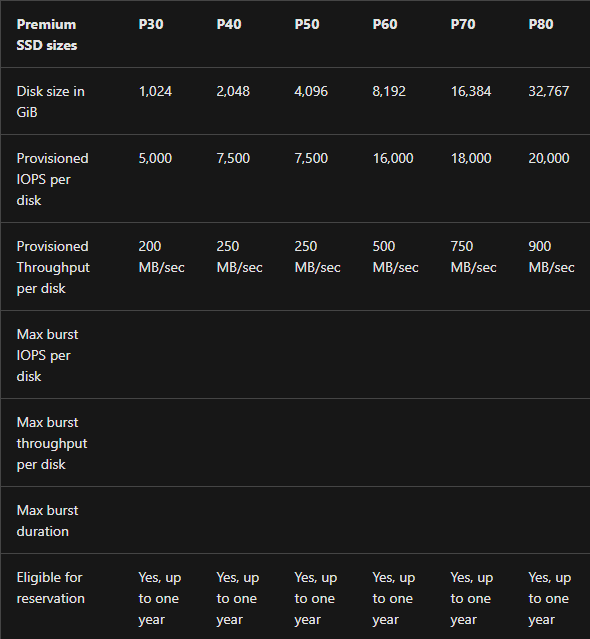 Premium SSD sizes P30 P40 P50 P60 P70 P80
Disk size in GiB 1,024 2,048 4,096 8,192 16,384 32,767
Provisioned IOPS per disk 5,000 7,500 7,500 16,000 18,000 20,000
Provisioned Throughput per disk 200 MB/sec 250 MB/sec 250 MB/sec 500 MB/sec 750 MB/sec 900 MB/sec
Max burst IOPS per disk
Max burst throughput per disk
Max burst duration
Eligible for reservation Yes, up to one year Yes, up to one year Yes, up to one year Yes, up to one year Yes, up to one year Yes, up to one year